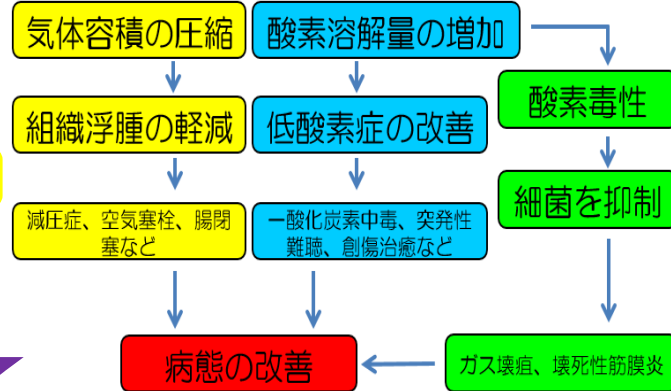 気体容積の圧縮
酸素溶解量の増加
酸素毒性
組織浮腫の軽減
低酸素症の改善
細菌を抑制
減圧症、空気塞栓、腸閉
塞など
一酸化炭素中毒、突発性
難聴、創傷治癒など
病態の改善
ガス壊疽、壊死性筋膜炎